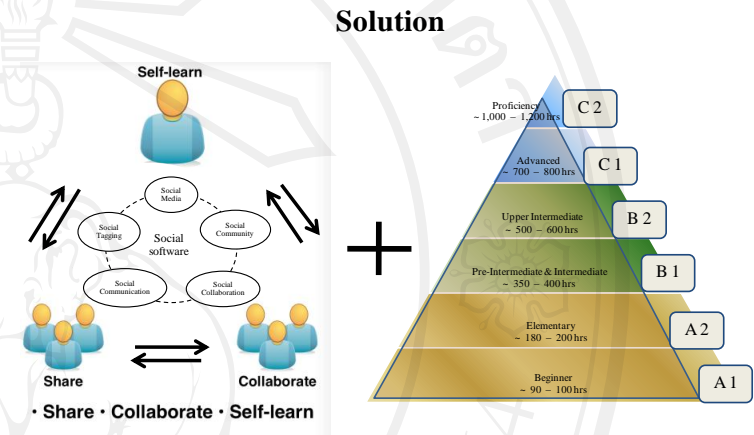 Solution
Self-learn
Social
Media
Social
Tagging
Social
Community
Social
software
Social
Communication
Social
Collaboration
Share
Collaborate
· Share · Collaborate · Self-learn
+
Proficiency
~ 1,000 – 1,200 hrs
C 2
Advanced
~ 700 – 800 hrs
C 1
Upper Intermediate
~ 500 – 600 hrs
B 2
Pre-Intermediate & Intermediate
~ 350 – 400 hrs
B 1
Elementary
~ 180 – 200 hrs
A 2
Beginner
~ 90 – 100 hrs
A 1